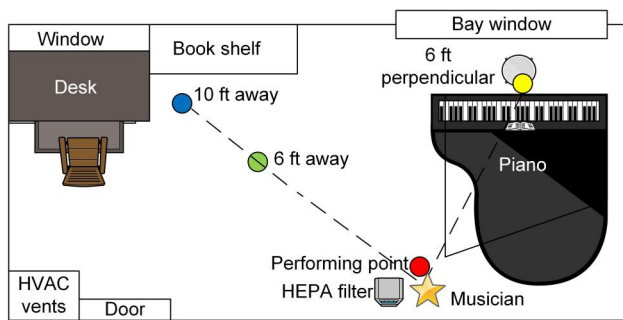 Window
Book shelf
Bay window
Desk
6 ft
perpendicular
10 ft away
6 ft away
Piano
Performing point
HEPA filter
Musician
HVAC
vents
Door